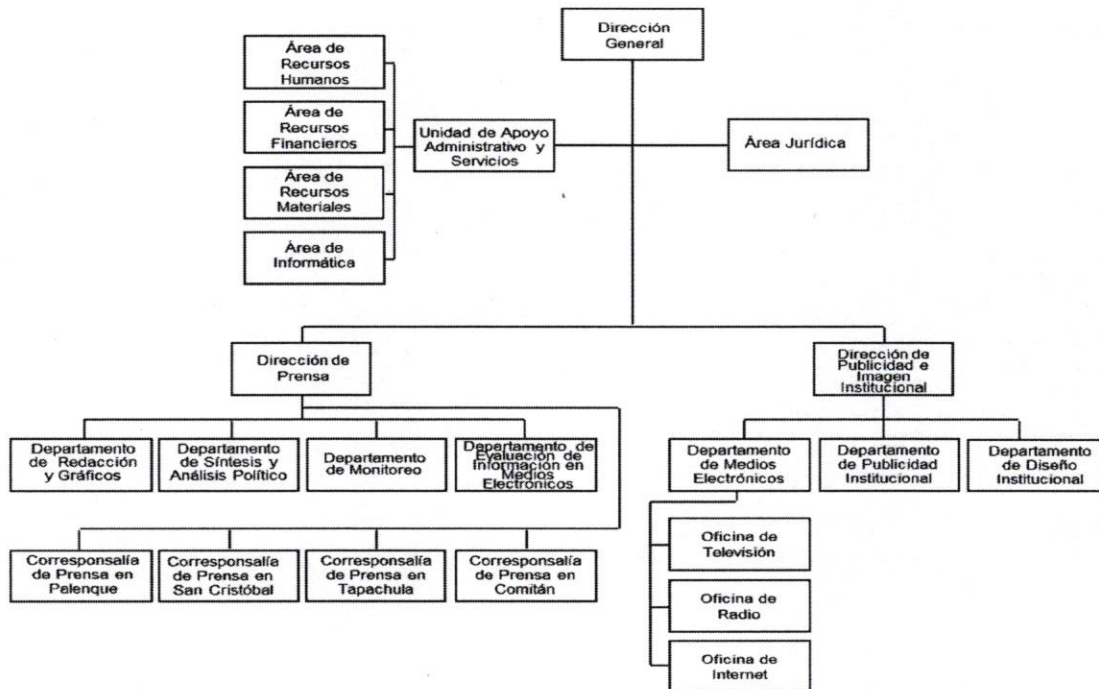 Dirección
General
Área de
Recursos
Humanos
Área de
Recursos
Financieros
Unidad de Apoyo
Administrativo y
Servicios
Área Jurídica
Área de
Recursos
Materiales
Área de
Informática
Dirección de
Prensa
Dirección de
Publicidad e
Imagen
Institucional
Departamento
de Redacción
y Gráficos
Departamento
de Síntesis y
Análisis Político
Departamento
de Monitoreo
Departamento de
Evaluación de
Información en
Medios
Electrónicos
Departamento
de Medios
Electrónicos
Departamento
de Publicidad
Institucional
Departamento
de Diseño
Institucional
Corresponsalía
de Prensa en
Palenque
Corresponsalía
de Prensa en
San Cristóbal
Corresponsalía
de Prensa en
Tapachula
Corresponsalía
de Prensa en
Comitán
Oficina de
Televisión
Oficina de
Radio
Oficina de
Internet